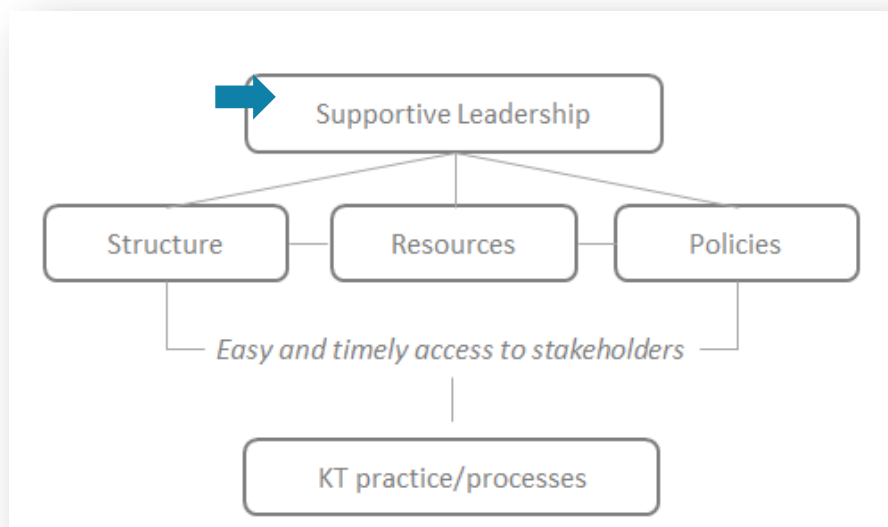 Supportive Leadership
Structure
Resources
Policies
Easy and timely access to stakeholders
KT practice/processes